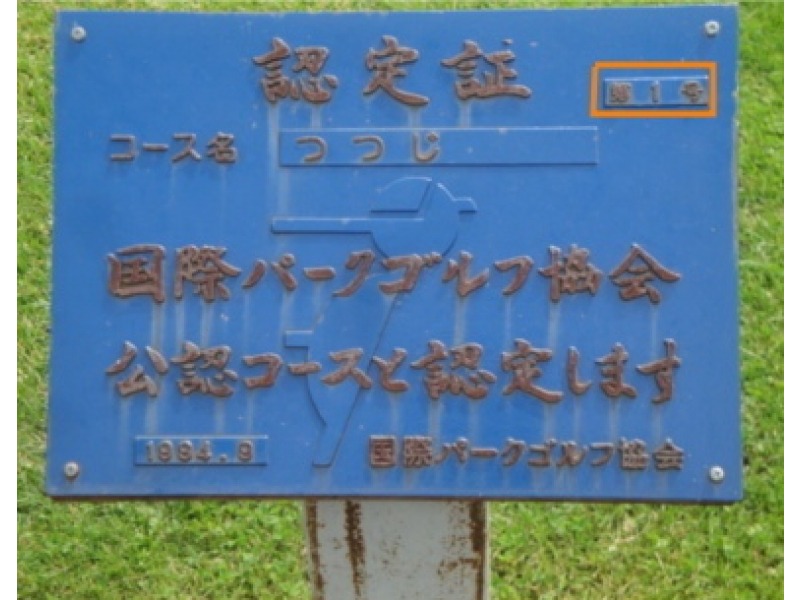 認定証
第1号
コース名 つつじ
国際パークゴルフ協会
公認コースと認定します
1994.9
国際パークゴルフ協会